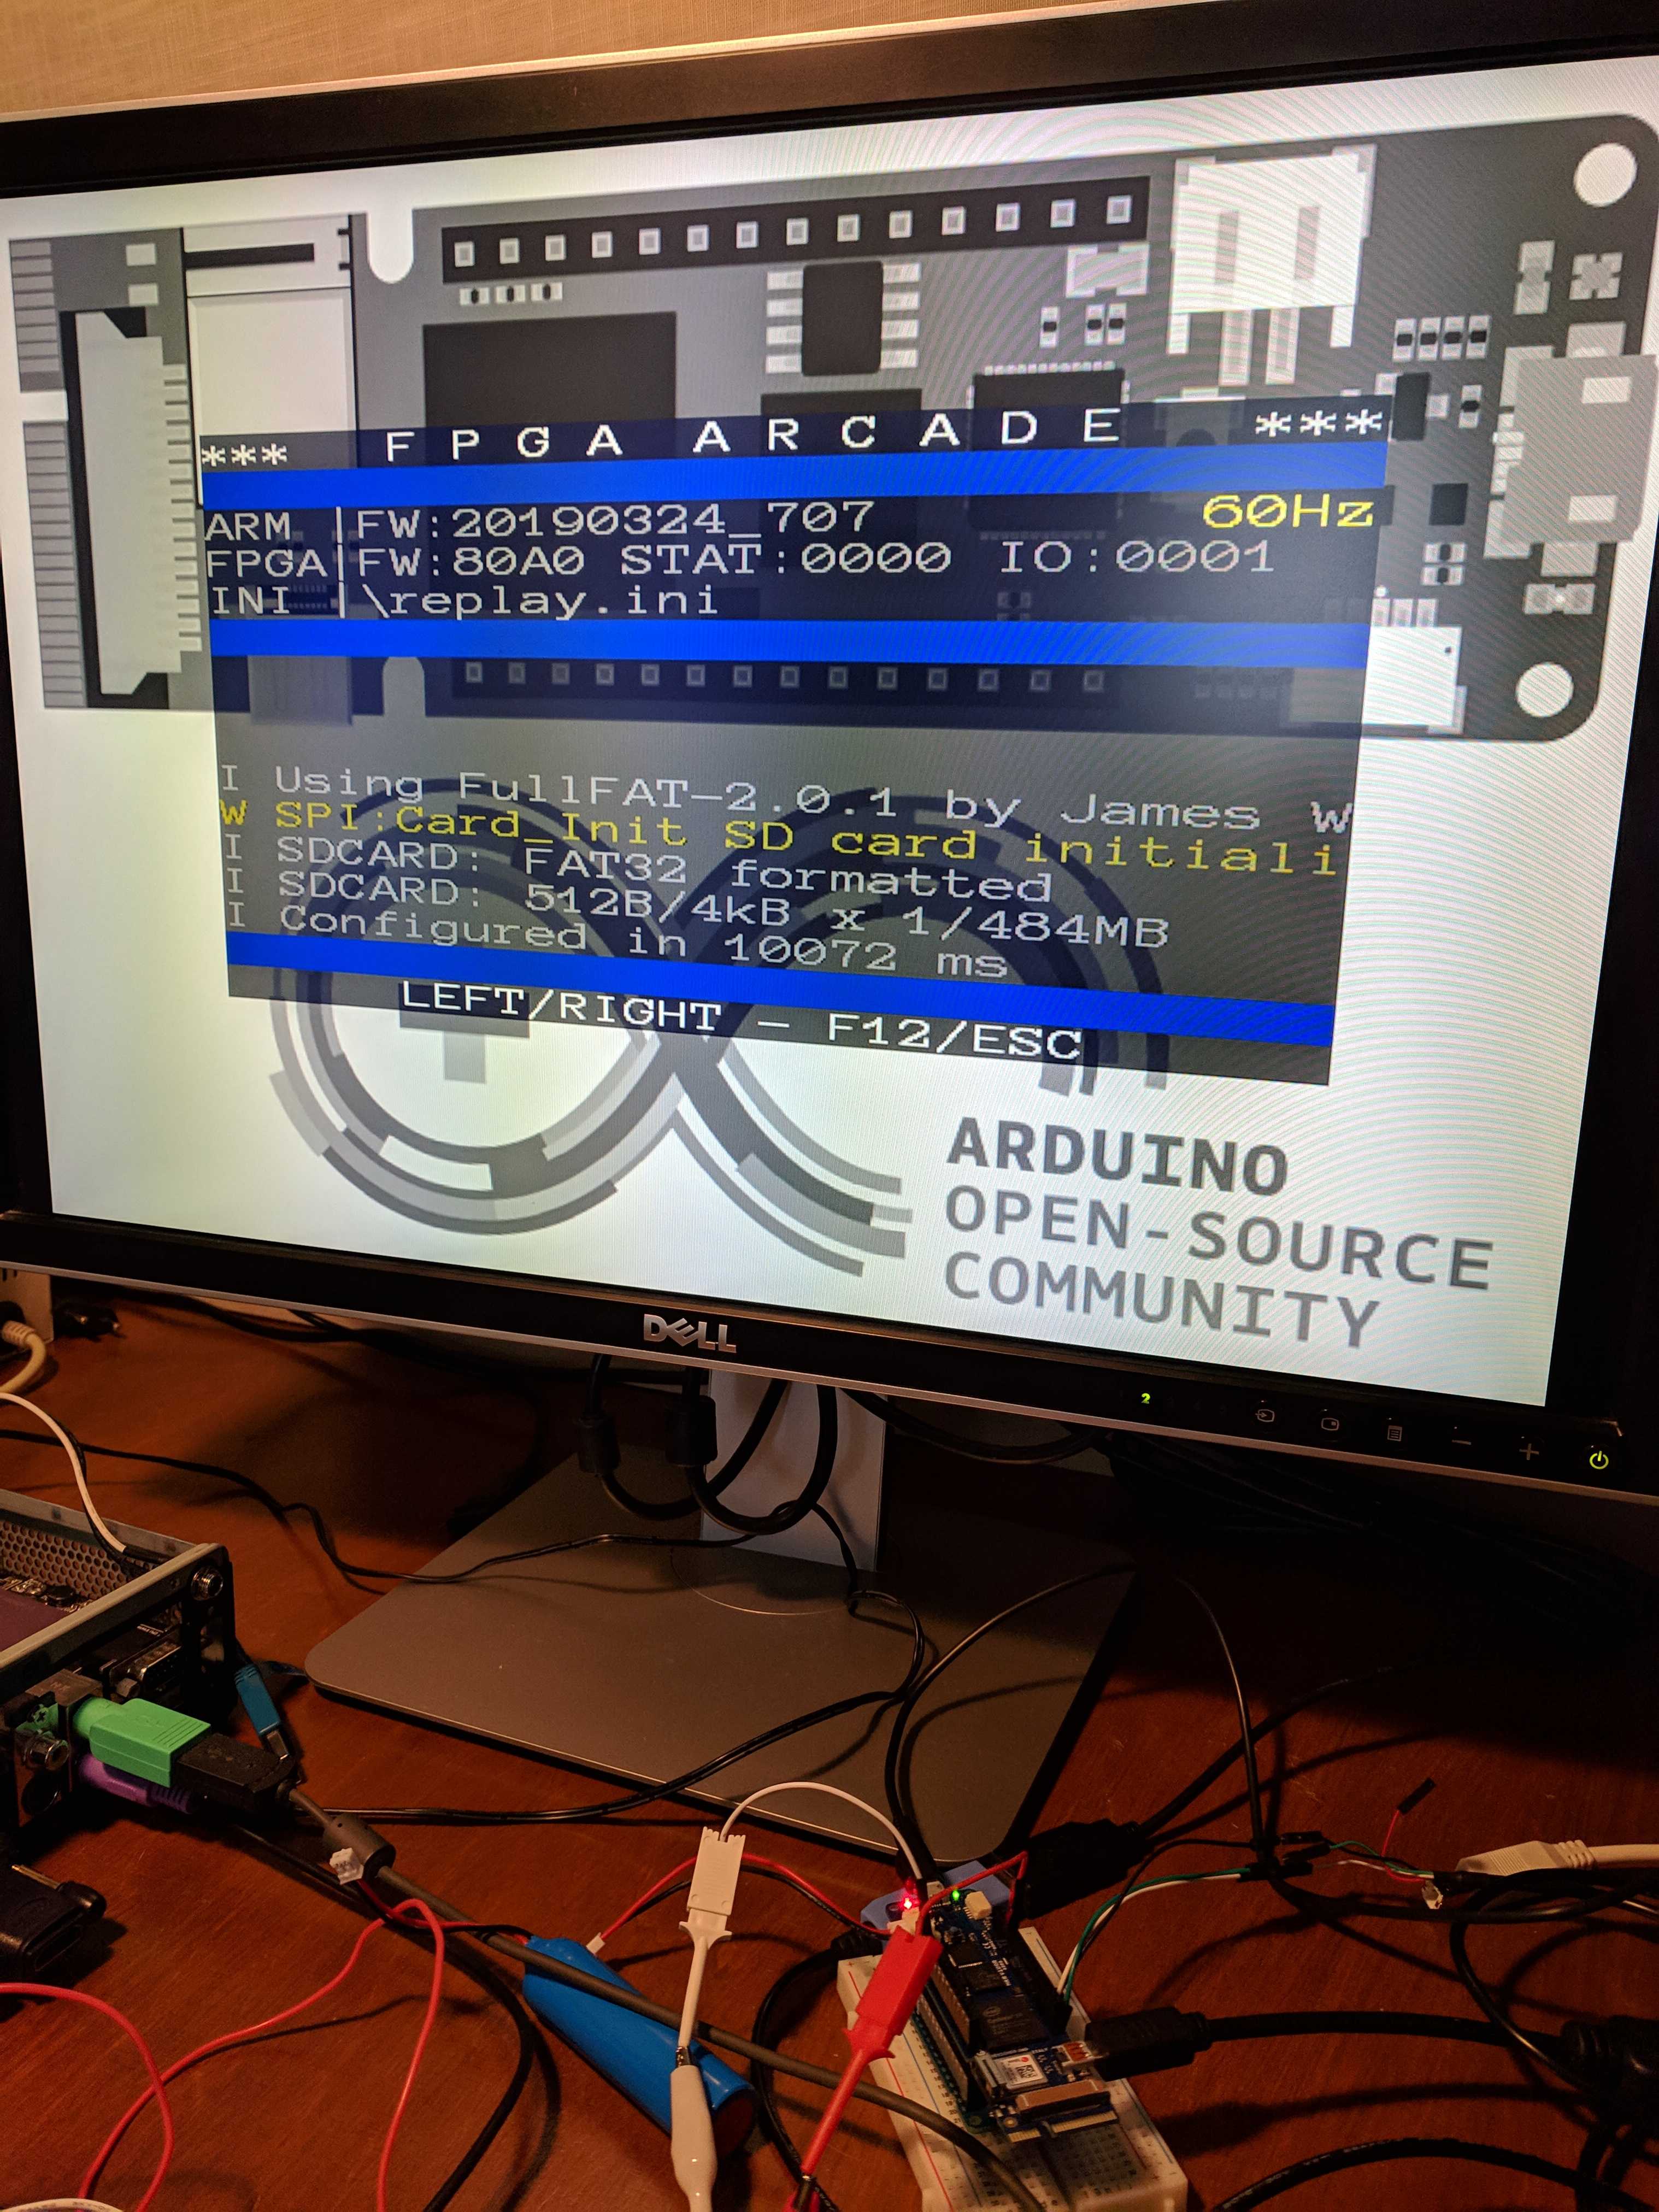 *** F P G A A R C A D E ***
ARM |FW:20190324_707 60Hz
FPGA|FW:80A0 STAT:0000 IO:0001
INI |\replay.ini
I Using FullFAT-2.0.1 by James W
W SPI:Card_Init SD card initiali
I SDCARD: FAT32 formatted
I SDCARD: 512B/4kB x 1/484MB
I Configured in 10072 ms
LEFT/RIGHT - F12/ESC
ARDUINO
OPEN-SOURCE
COMMUNITY
DELL
2